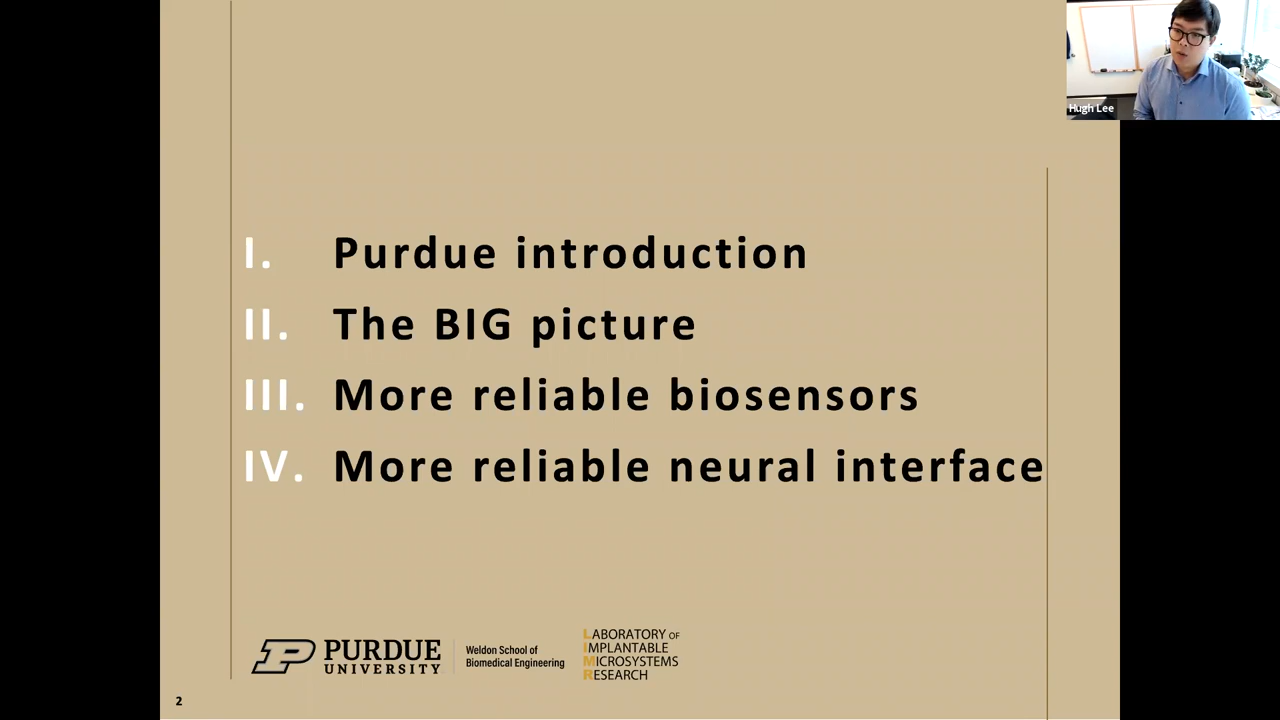 Hugh Lee
I. Purdue introduction
II. The BIG picture
III. More reliable biosensors
IV. More reliable neural interface
PURDUE
UNIVERSITY
Weldon School of
Biomedical Engineering
LABORATORY OF
IMPLANTABLE
MICROSYSTEMS
RESEARCH
2